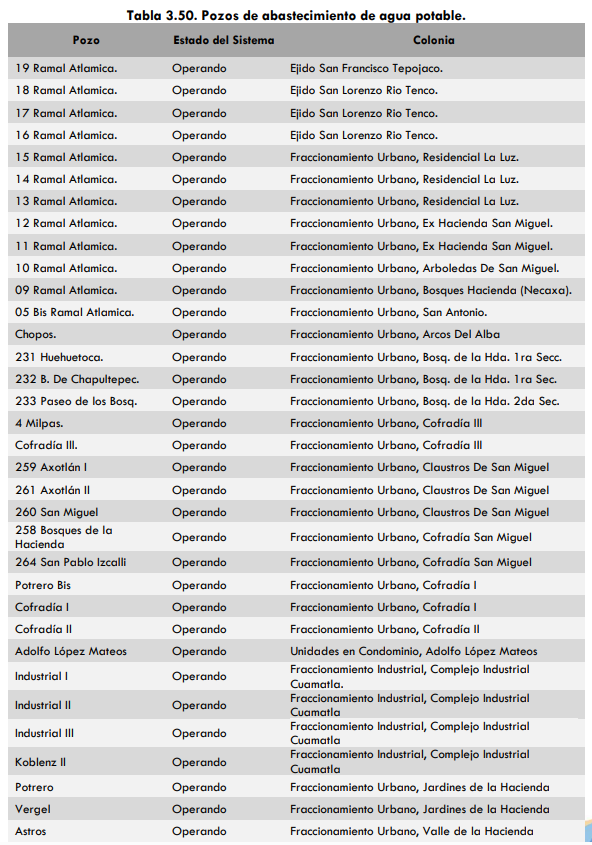 Tabla 3.50. Pozos de abastecimiento de agua potable.
Pozo Estado del Sistema Colonia
19 Ramal Atlamica. Operando Ejido San Francisco Tepojaco.
18 Ramal Atlamica. Operando Ejido San Lorenzo Rio Tenco.
17 Ramal Atlamica. Operando Ejido San Lorenzo Rio Tenco.
16 Ramal Atlamica. Operando Ejido San Lorenzo Rio Tenco.
15 Ramal Atlamica. Operando Fraccionamiento Urbano, Residencial La Luz.
14 Ramal Atlamica. Operando Fraccionamiento Urbano, Residencial La Luz.
13 Ramal Atlamica. Operando Fraccionamiento Urbano, Residencial La Luz.
12 Ramal Atlamica. Operando Fraccionamiento Urbano, Ex Hacienda San Miguel.
11 Ramal Atlamica. Operando Fraccionamiento Urbano, Ex Hacienda San Miguel.
10 Ramal Atlamica. Operando Fraccionamiento Urbano, Arboledas De San Miguel.
09 Ramal Atlamica. Operando Fraccionamiento Urbano, Bosques Hacienda (Necaxa).
05 Bis Ramal Atlamica. Operando Fraccionamiento Urbano, San Antonio.
Chopos. Operando Fraccionamiento Urbano, Arcos Del Alba
231 Huehuetoca. Operando Fraccionamiento Urbano, Bosq. de la Hda. 1ra Secc.
232 B. De Chapultepec. Operando Fraccionamiento Urbano, Bosq. de la Hda. 1ra Sec.
233 Paseo de los Bosq. Operando Fraccionamiento Urbano, Bosq. de la Hda. 2da Sec.
4 Milpas. Operando Fraccionamiento Urbano, Cofradía III
Cofradía III. Operando Fraccionamiento Urbano, Cofradía III
259 Axotlán I Operando Fraccionamiento Urbano, Claustros De San Miguel
261 Axotlán II Operando Fraccionamiento Urbano, Claustros De San Miguel
260 San Miguel Operando Fraccionamiento Urbano, Claustros De San Miguel
258 Bosques de la
Hacienda Operando Fraccionamiento Urbano, Cofradía San Miguel
264 San Pablo Izcalli Operando Fraccionamiento Urbano, Cofradía San Miguel
Potrero Bis Operando Fraccionamiento Urbano, Cofradía I
Cofradía I Operando Fraccionamiento Urbano, Cofradía I
Cofradía II Operando Fraccionamiento Urbano, Cofradía II
Adolfo López Mateos Operando Unidades en Condominio, Adolfo López Mateos
Industrial I Operando Fraccionamiento Industrial, Complejo Industrial
Cuamatla.
Industrial II Operando Fraccionamiento Industrial, Complejo Industrial
Cuamatla
Industrial III Operando Fraccionamiento Industrial, Complejo Industrial
Cuamatla
Koblenz II Operando Fraccionamiento Industrial, Complejo Industrial
Cuamatla
Potrero Operando Fraccionamiento Urbano, Jardines de la Hacienda
Vergel Operando Fraccionamiento Urbano, Jardines de la Hacienda
Astros Operando Fraccionamiento Urbano, Valle de la Hacienda